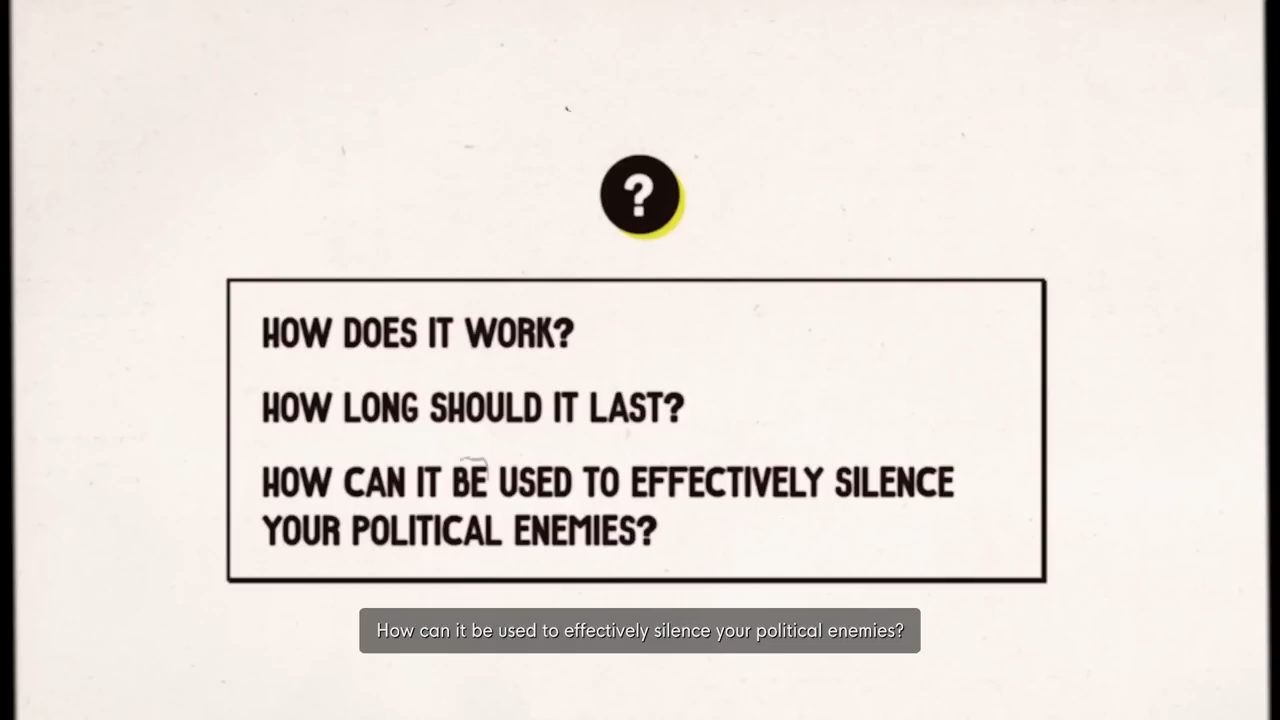 ?
HOW DOES IT WORK?
HOW LONG SHOULD IT LAST?
HOW CAN IT BE USED TO EFFECTIVELY SILENCE
YOUR POLITICAL ENEMIES?
How can it be used to effectively silence your political enemies?